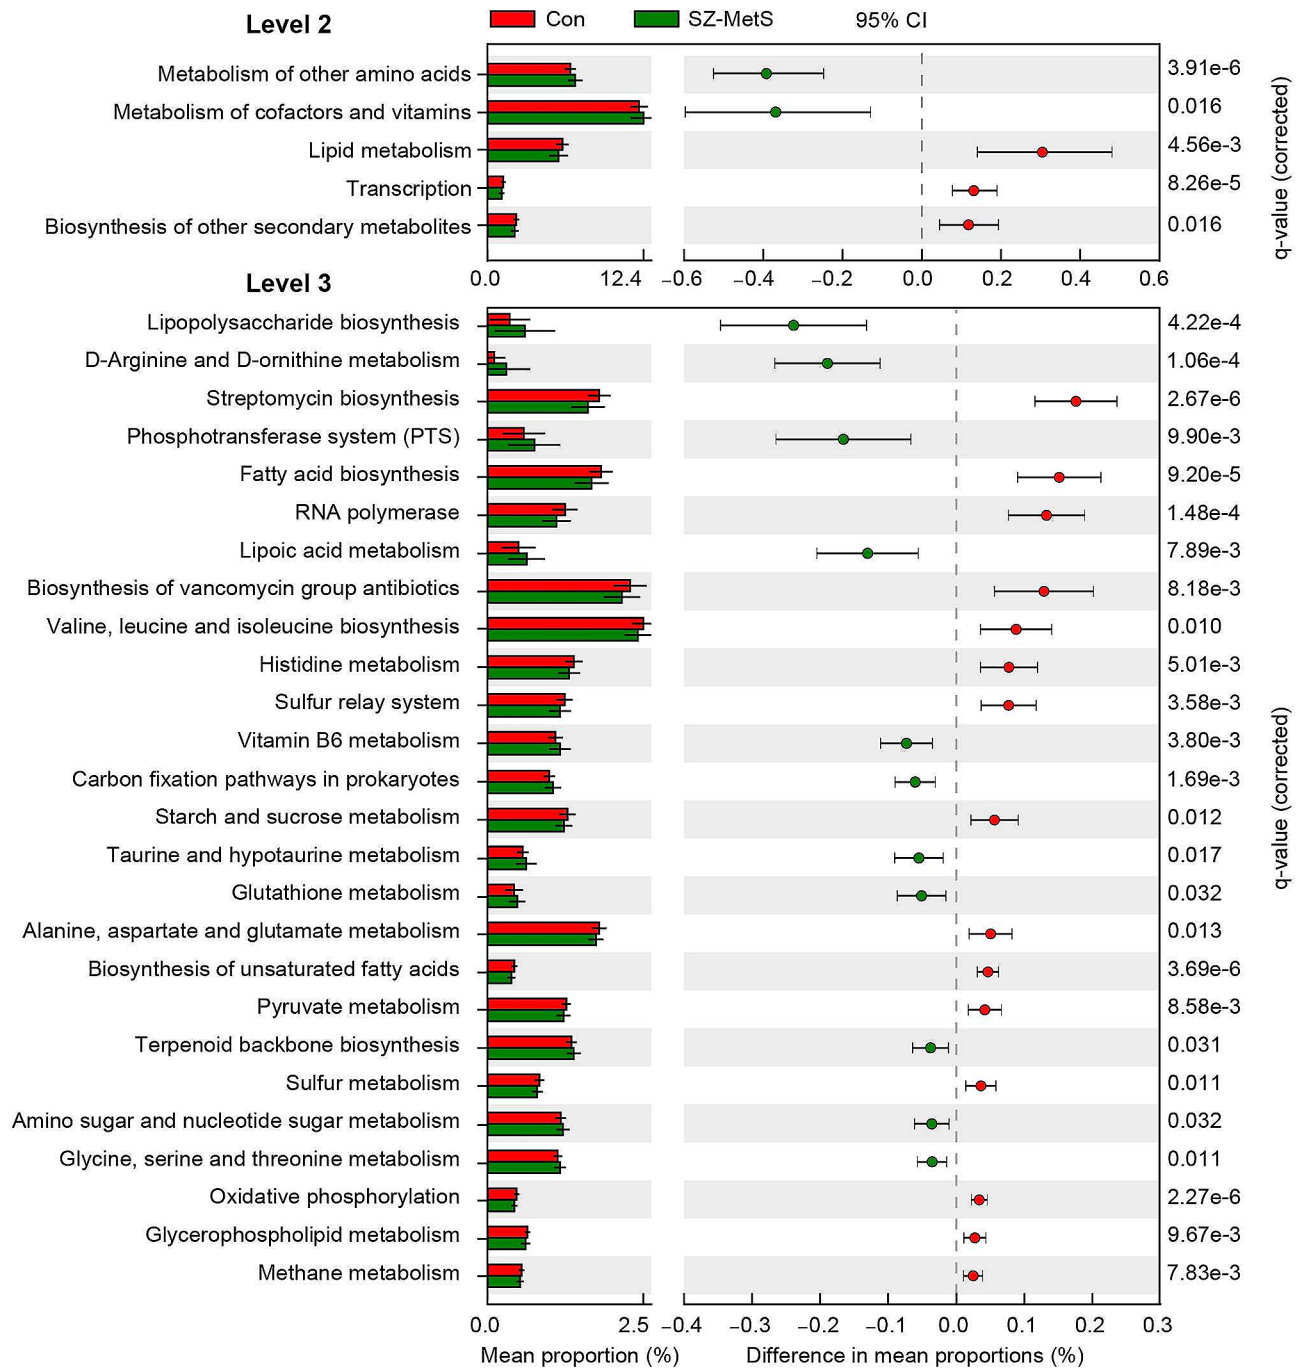 Level 2
Con
SZ-MetS
95% CI
Metabolism of other amino acids
3.91e-6
Metabolism of cofactors and vitamins
0.016
Lipid metabolism
4.56e-3
Transcription
8.26e-5
Biosynthesis of other secondary metabolites
0.016
q-value (corrected)
0.0
12.4
−0.6
−0.4
−0.2
0.0
0.2
0.4
0.6
Level 3
Lipopolysaccharide biosynthesis
4.22e-4
D-Arginine and D-ornithine metabolism
1.06e-4
Streptomycin biosynthesis
2.67e-6
Phosphotransferase system (PTS)
9.90e-3
Fatty acid biosynthesis
9.20e-5
RNA polymerase
1.48e-4
Lipoic acid metabolism
7.89e-3
Biosynthesis of vancomycin group antibiotics
8.18e-3
Valine, leucine and isoleucine biosynthesis
0.010
Histidine metabolism
5.01e-3
Sulfur relay system
3.58e-3
Vitamin B6 metabolism
3.80e-3
Carbon fixation pathways in prokaryotes
1.69e-3
Starch and sucrose metabolism
0.012
Taurine and hypotaurine metabolism
0.017
Glutathione metabolism
0.032
Alanine, aspartate and glutamate metabolism
0.013
Biosynthesis of unsaturated fatty acids
3.69e-6
Pyruvate metabolism
8.58e-3
Terpenoid backbone biosynthesis
0.031
Sulfur metabolism
0.011
Amino sugar and nucleotide sugar metabolism
0.032
Glycine, serine and threonine metabolism
0.011
Oxidative phosphorylation
2.27e-6
Glycerophospholipid metabolism
9.67e-3
Methane metabolism
7.83e-3
q-value (corrected)
0.0
2.5
−0.4
−0.3
−0.2
−0.1
0.0
0.1
0.2
0.3
Mean proportion (%)
Difference in mean proportions (%)